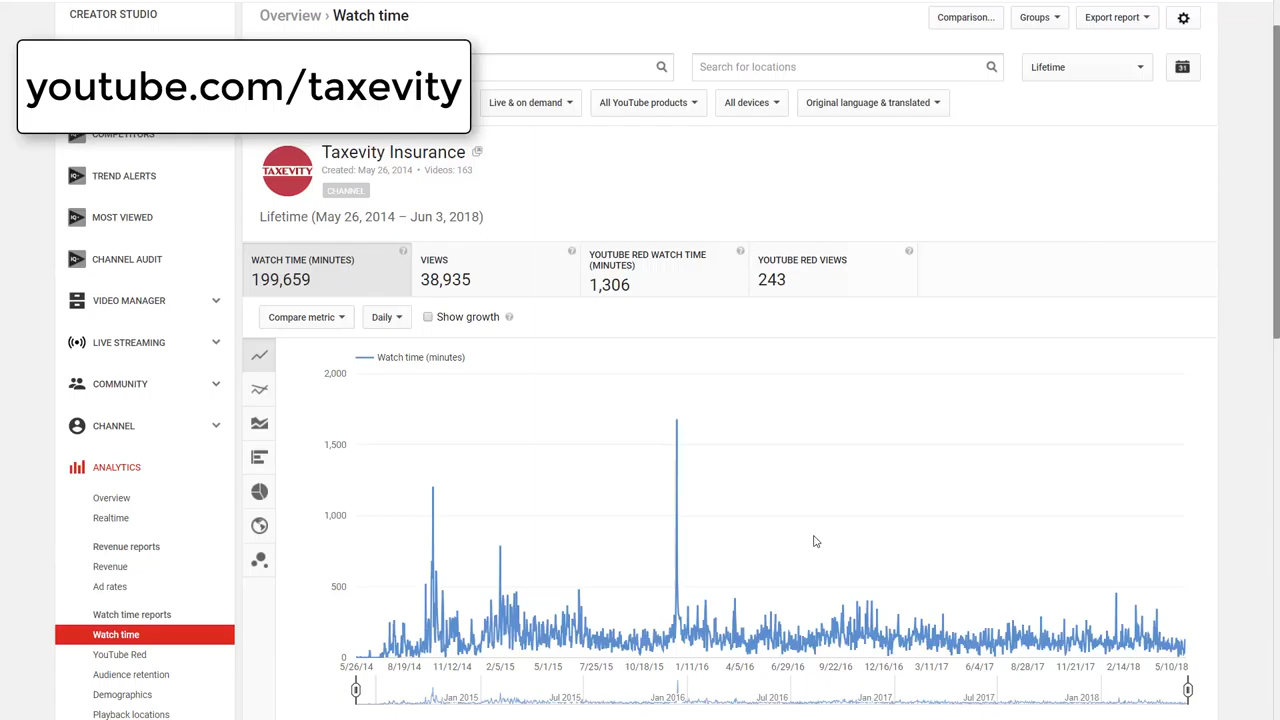 CREATOR STUDIO
Overview › Watch time
Comparison...
Groups
Export report
youtube.com/taxevity
Search for locations
Lifetime
31
Live & on demand
All YouTube products
All devices
Original language & translated
COMPETITORS
TREND ALERTS
MOST VIEWED
CHANNEL AUDIT
VIDEO MANAGER
LIVE STREAMING
COMMUNITY
CHANNEL
ANALYTICS
Overview
Realtime
Revenue reports
Revenue
Ad rates
Watch time reports
Watch time
YouTube Red
Audience retention
Demographics
Playback locations
TAXEVITY
Taxevity Insurance
Created: May 26, 2014 • Videos: 163
CHANNEL
Lifetime (May 26, 2014 – Jun 3, 2018)
WATCH TIME (MINUTES)
199,659
VIEWS
38,935
YOUTUBE RED WATCH TIME
(MINUTES)
1,306
YOUTUBE RED VIEWS
243
Compare metric
Daily
Show growth
Watch time (minutes)
2,000
1,500
1,000
500
0
5/26/14 8/19/14 11/12/14 2/5/15 5/1/15 7/25/15 10/18/15 1/11/16 4/5/16 6/29/16 9/22/16 12/16/16 3/11/17 6/4/17 8/28/17 11/21/17 2/14/18 5/10/18
Jan 2015 Jul 2015 Jan 2016 Jul 2016 Jan 2017 Jul 2017 Jan 2018